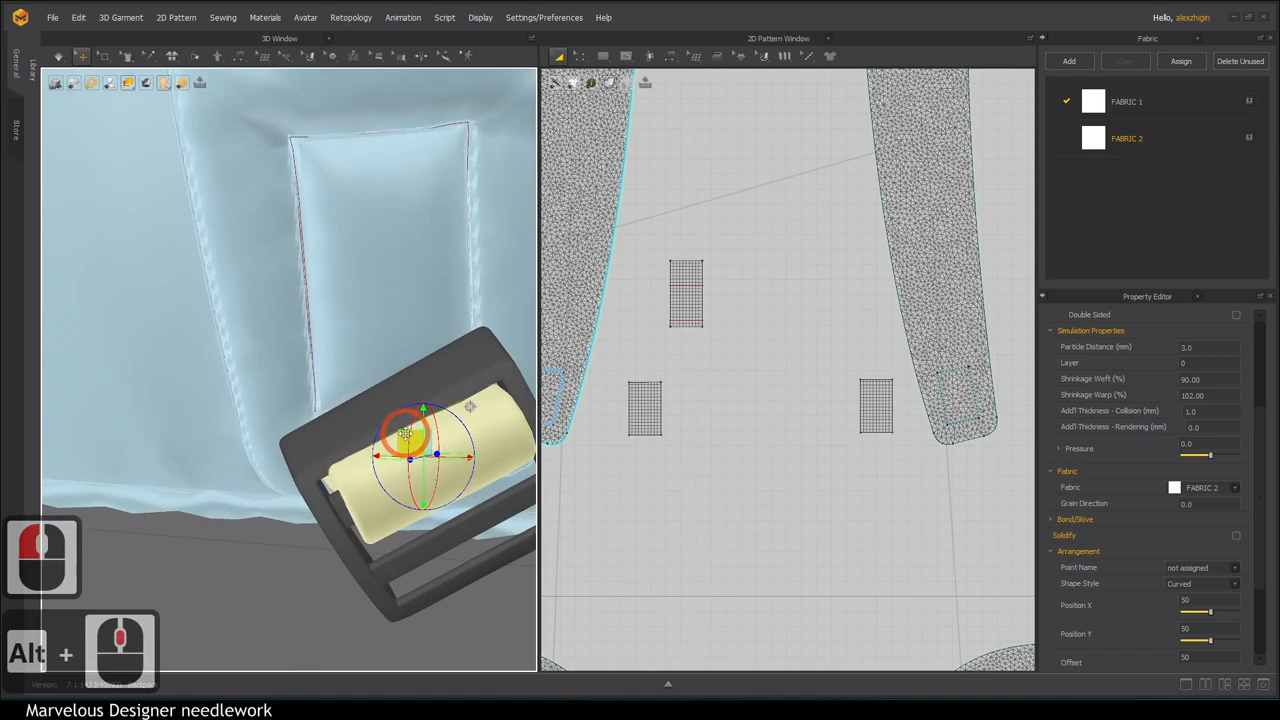 File Edit 3D Garment 2D Pattern Sewing Materials Avatar Retopology Animation Script Display Settings/Preferences Help
Hello, alexzhigin
3D Window
2D Pattern Window
Fabric
General
Library
Store
Add
Assign
Delete Unused
FABRIC 1
FABRIC 2
Property Editor
Double Sided
Simulation Properties
Particle Distance (mm) 3.0
Layer 0
Shrinkage Weft (%) 90.00
Shrinkage Warp (%) 102.00
Add'l Thickness - Collision (mm) 1.0
Add'l Thickness - Rendering (mm) 0.0
Pressure 0.0
Fabric
Fabric FABRIC 2
Grain Direction 0.0
Bond/Skive
Solidify
Arrangement
Point Name not assigned
Shape Style Curved
Position X 50
Position Y 50
Offset 50
Alt +
Version:
Marvelous Designer needlework